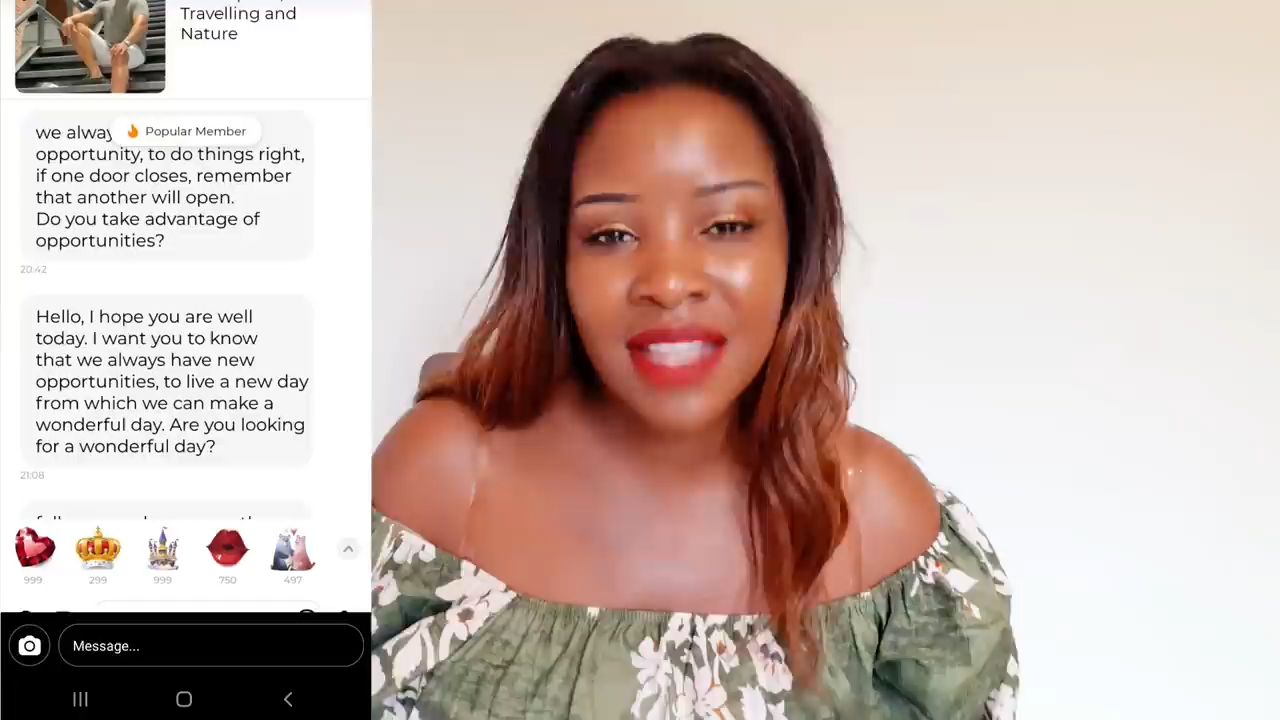 Travelling and
Nature
Popular Member
we alway
opportunity, to do things right,
if one door closes, remember
that another will open.
Do you take advantage of
opportunities?
20:42
Hello, I hope you are well
today. I want you to know
that we always have new
opportunities, to live a new day
from which we can make a
wonderful day. Are you looking
for a wonderful day?
21:08
999 299 999 750 497
Message...